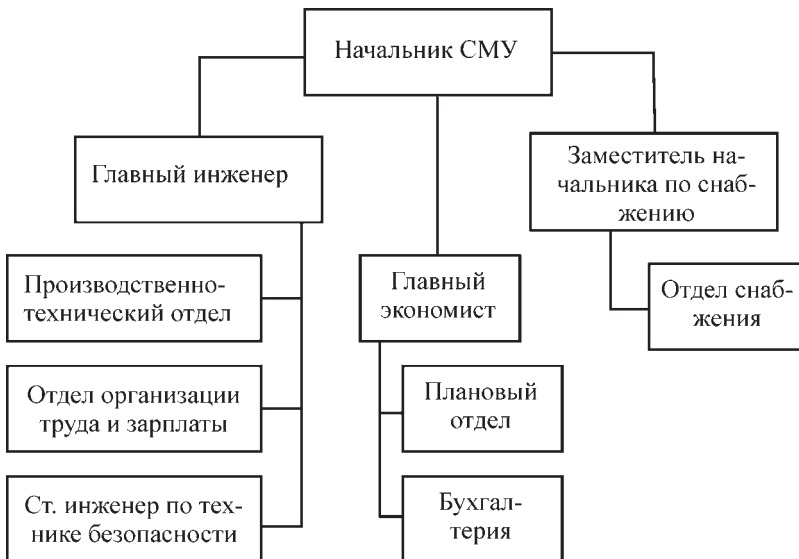 Начальник СМУ
Главный инженер
Заместитель на-
чальника по снаб-
жению
Производственно-
технический отдел
Главный
экономист
Отдел снаб-
жения
Отдел организации
труда и зарплаты
Плановый
отдел
Ст. инженер по тех-
нике безопасности
Бухгал-
терия